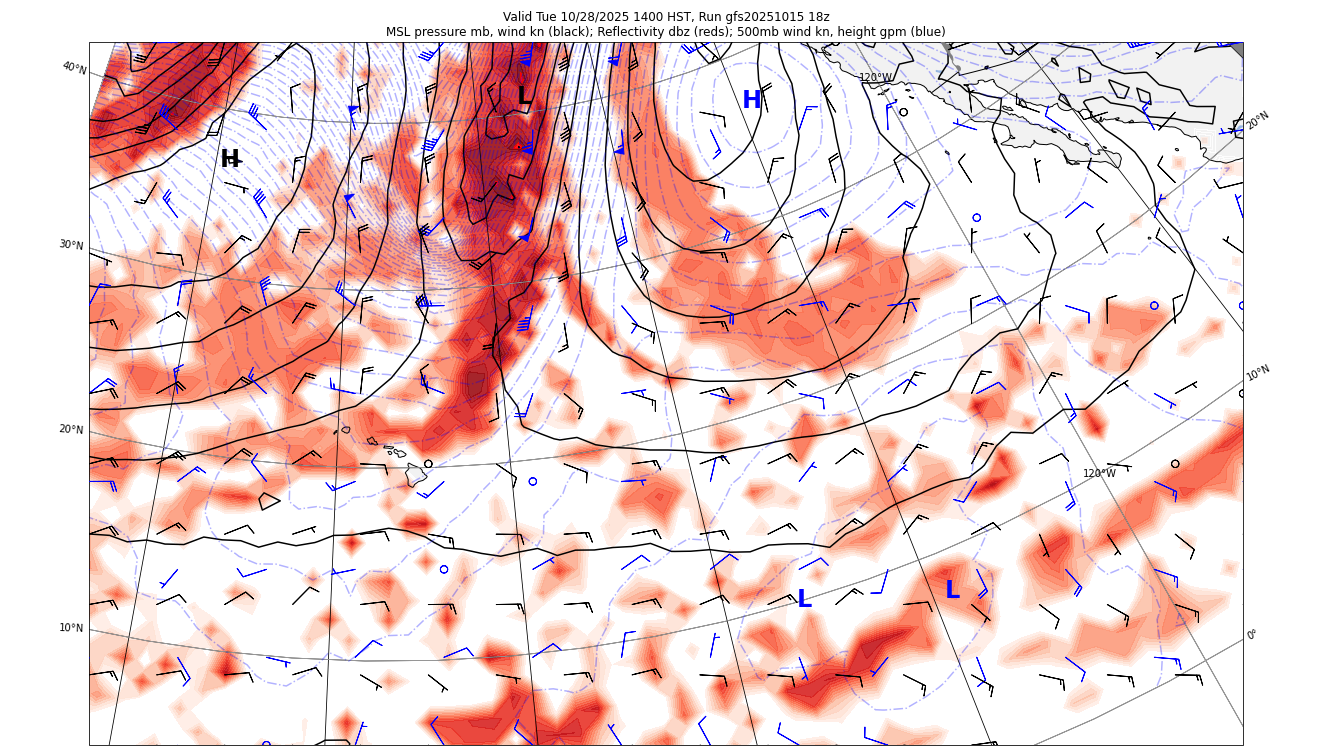 Valid Tue 10/28/2025 1400 HST, Run gfs20251015 18z
MSL pressure mb, wind kn (black); Reflectivity dbz (reds); 500mb wind kn, height gpm (blue)
40°N
120°W
L
H
20°N
H
30°N
10°N
20°N
120°W
L
L
10°N
0°